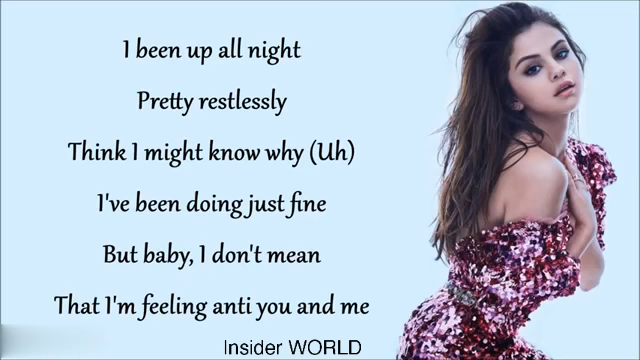 I been up all night
Pretty restlessly
Think I might know why (Uh)
I've been doing just fine
But baby, I don't mean
That I'm feeling anti you and me
Insider WORLD